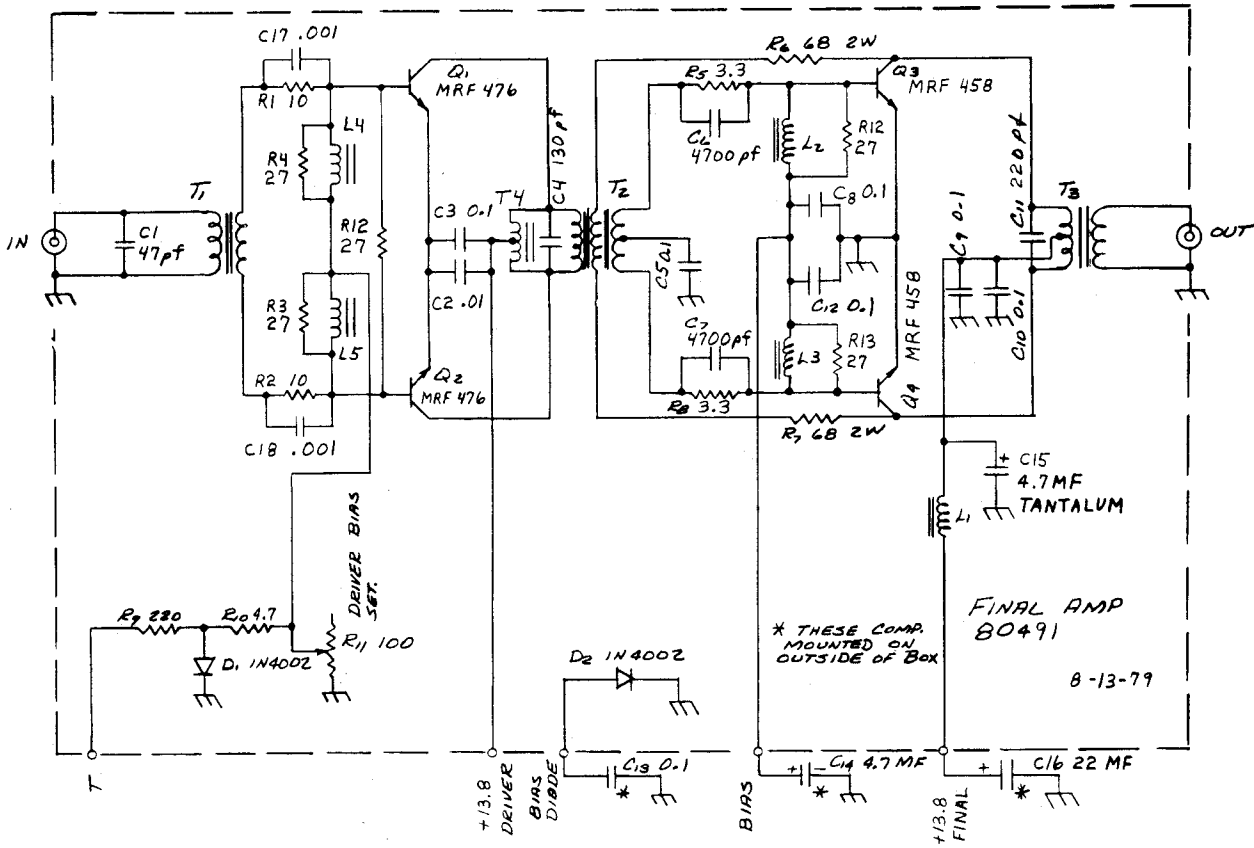 C17 .001
R1 10
Q1
MRF 476
L4
R4
27
T1
IN
C1
47pf
R12
27
C3 0.1
C2 .01
T4
C4 130pf
T2
R3
27
L5
R2 10
C18 .001
Q2
MRF 476
R6 68 2W
R5 3.3
C6
4700pf
L2
R12
27
Q3
MRF 458
C8 0.1
C5 0.1
C12 0.1
C7
4700pf
L3
R13
27
R8 3.3
Q4 MRF 458
R7 68 2W
C9 0.1
C10 0.1
C11 220pf
T3
OUT
C15
+
4.7MF
TANTALUM
L1
DRIVER BIAS
SET.
R9 220
R10 4.7
R11 100
D1 1N4002
D2 1N4002
* THESE COMP.
MOUNTED ON
OUTSIDE OF BOX
FINAL AMP
80491
8-13-79
T
+13.8
DRIVER
BIAS
DIODE
C13 0.1
*
BIAS
+ -
C14 4.7 MF
*
+13.8
FINAL
+
C16 22 MF
*